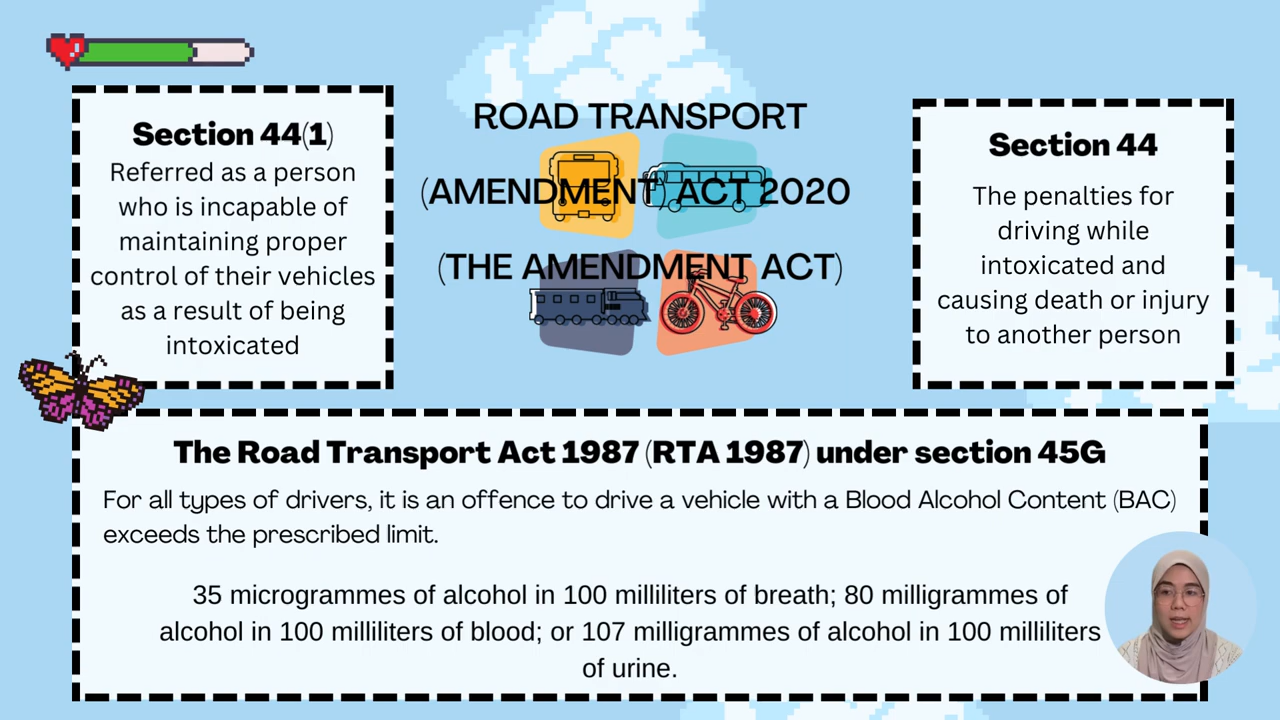 ROAD TRANSPORT
(AMENDMENT) ACT 2020
(THE AMENDMENT ACT)
Section 44(1)
Referred as a person
who is incapable of
maintaining proper
control of their vehicles
as a result of being
intoxicated
Section 44
The penalties for
driving while
intoxicated and
causing death or injury
to another person
The Road Transport Act 1987 (RTA 1987) under section 45G
For all types of drivers, it is an offence to drive a vehicle with a Blood Alcohol Content (BAC)
exceeds the prescribed limit.
35 microgrammes of alcohol in 100 milliliters of breath; 80 milligrammes of
alcohol in 100 milliliters of blood; or 107 milligrammes of alcohol in 100 milliliters
of urine.